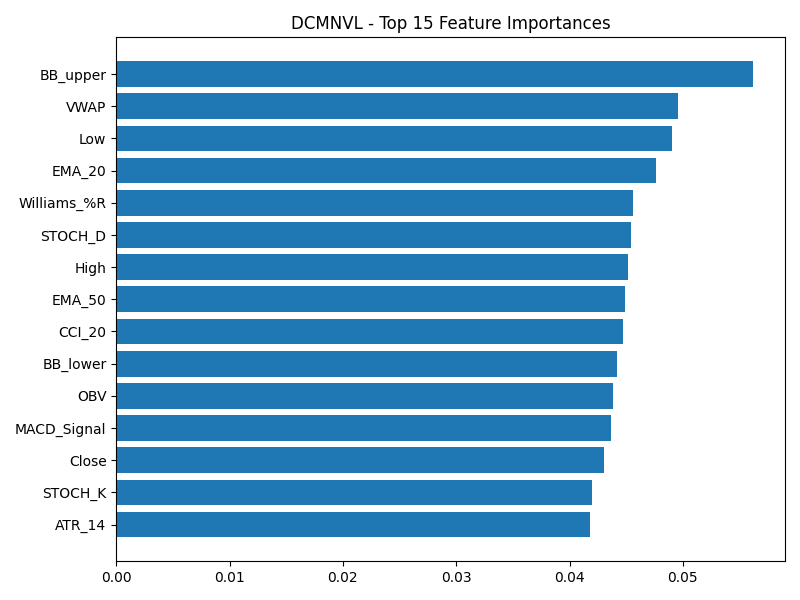 DCMNVL - Top 15 Feature Importances
BB_upper
VWAP
Low
EMA_20
Williams_%R
STOCH_D
High
EMA_50
CCI_20
BB_lower
OBV
MACD_Signal
Close
STOCH_K
ATR_14
0.00 0.01 0.02 0.03 0.04 0.05